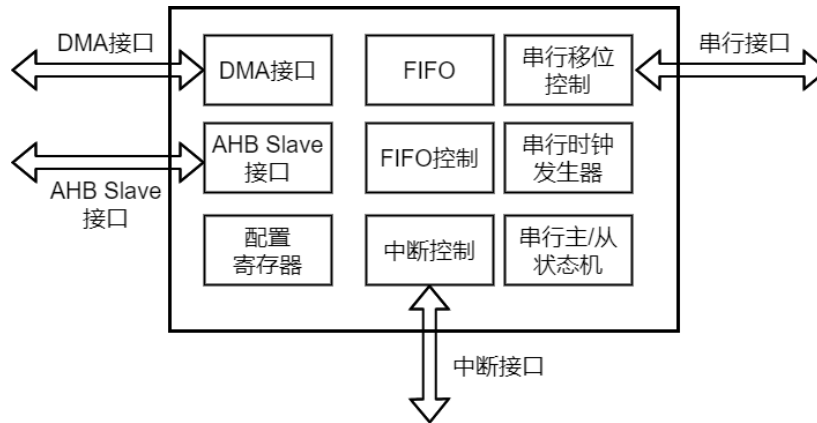 DMA接口
DMA接口
FIFO
串行移位
控制
串行接口
AHB Slave
接口
AHB Slave
接口
FIFO控制
串行时钟
发生器
配置
寄存器
中断控制
串行主/从
状态机
中断接口